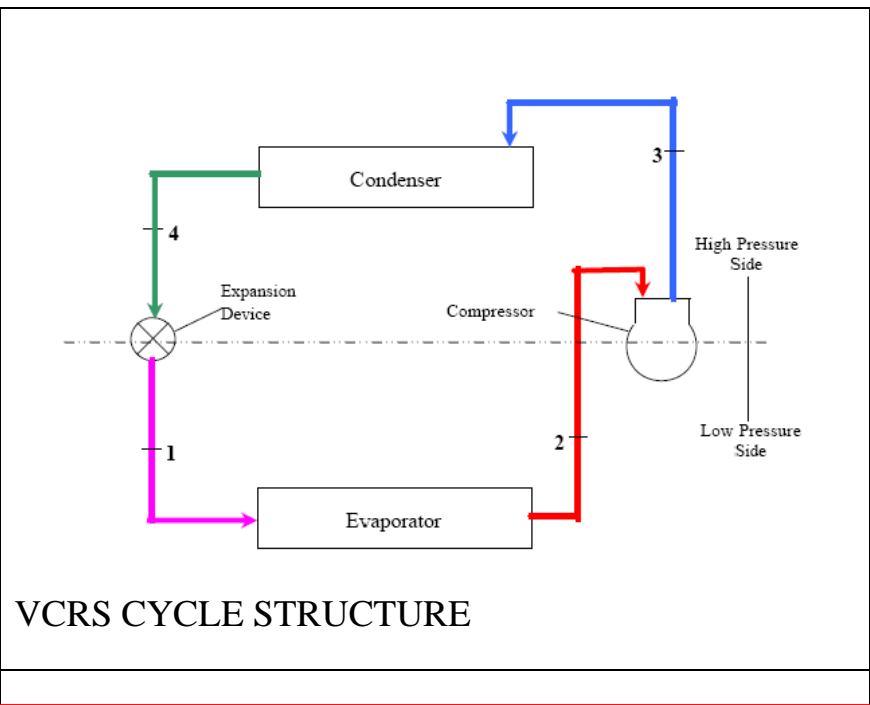 Condenser
3
4
High Pressure
Side
Expansion
Device
Compressor
Low Pressure
Side
2
1
Evaporator
VCRS CYCLE STRUCTURE